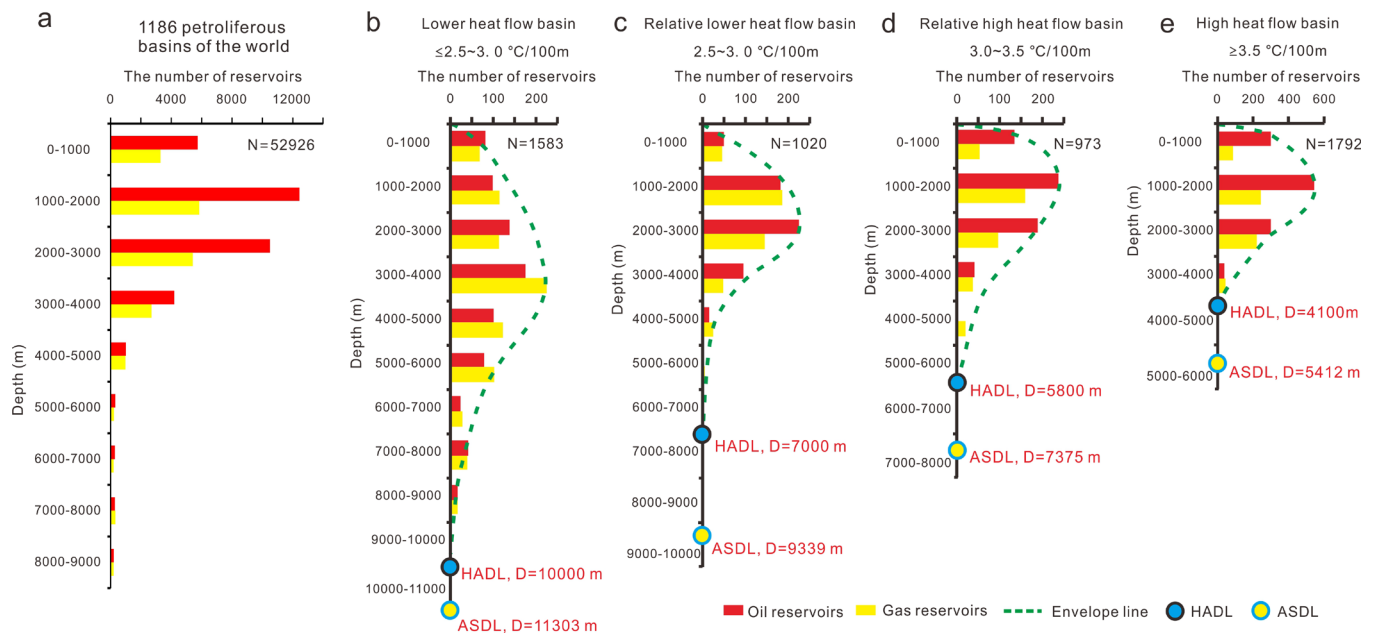 a
1186 petroliferous
basins of the world
The number of reservoirs
0 4000 8000 12000
N=52926
Depth (m)
0-1000
1000-2000
2000-3000
3000-4000
4000-5000
5000-6000
6000-7000
7000-8000
8000-9000
b
Lower heat flow basin
≤2.5~3. 0 °C/100m
The number of reservoirs
0 100 200
N=1583
Depth (m)
0-1000
1000-2000
2000-3000
3000-4000
4000-5000
5000-6000
6000-7000
7000-8000
8000-9000
9000-10000
HADL, D=10000 m
10000-11000
ASDL, D=11303 m
c
Relative lower heat flow basin
2.5~3. 0 °C/100m
The number of reservoirs
0 100 200
N=1020
Depth (m)
0-1000
1000-2000
2000-3000
3000-4000
4000-5000
5000-6000
6000-7000
HADL, D=7000 m
7000-8000
8000-9000
ASDL, D=9339 m
9000-10000
d
Relative high heat flow basin
3.0~3.5 °C/100m
The number of reservoirs
0 100 200
N=973
Depth (m)
0-1000
1000-2000
2000-3000
3000-4000
4000-5000
5000-6000
HADL, D=5800 m
6000-7000
ASDL, D=7375 m
7000-8000
e
High heat flow basin
≥3.5 °C/100m
The number of reservoirs
0 200 400 600
N=1792
Depth (m)
0-1000
1000-2000
2000-3000
3000-4000
HADL, D=4100m
4000-5000
ASDL, D=5412 m
5000-6000
Oil reservoirs Gas reservoirs Envelope line HADL ASDL